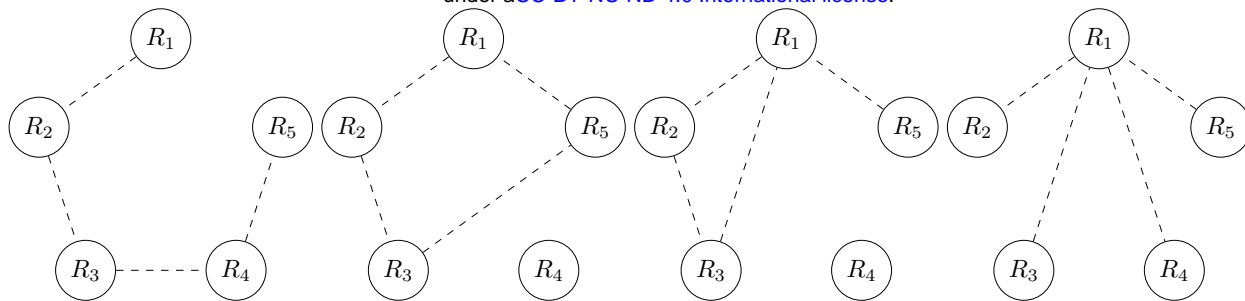 under aCC-BY-NC-ND 4.0 International license.
R1 R1 R1 R1
R2 R5 R2 R5 R2 R5 R2 R5
R3 R4 R3 R4 R3 R4 R3 R4